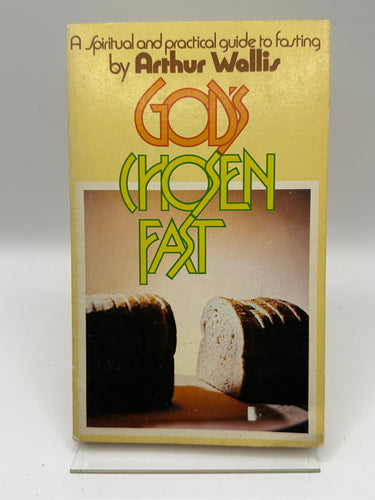 A spiritual and practical guide to fasting
by Arthur Wallis
GOD'S
CHOSEN
FAST